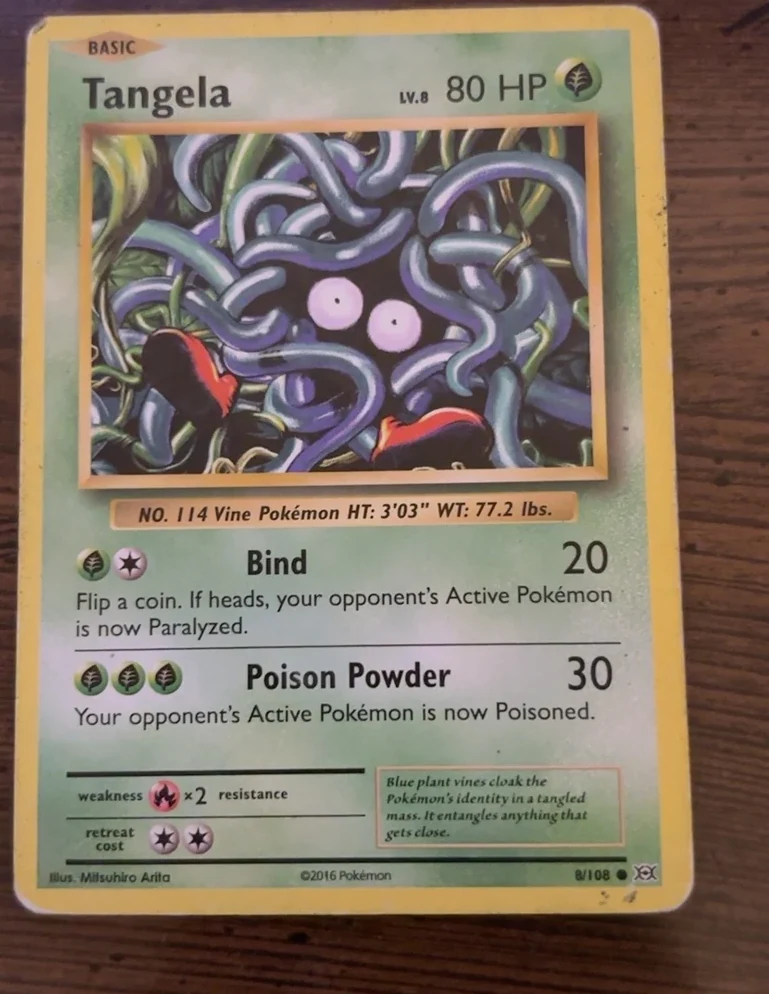 BASIC
Tangela LV.8 80 HP
NO. 114 Vine Pokémon HT: 3'03" WT: 77.2 lbs.
Bind 20
Flip a coin. If heads, your opponent's Active Pokémon
is now Paralyzed.
Poison Powder 30
Your opponent's Active Pokémon is now Poisoned.
weakness ×2 resistance
retreat
cost
Blue plant vines cloak the
Pokémon's identity in a tangled
mass. It entangles anything that
gets close.
Illus. Mitsuhiro Arita ©2016 Pokémon 8/108